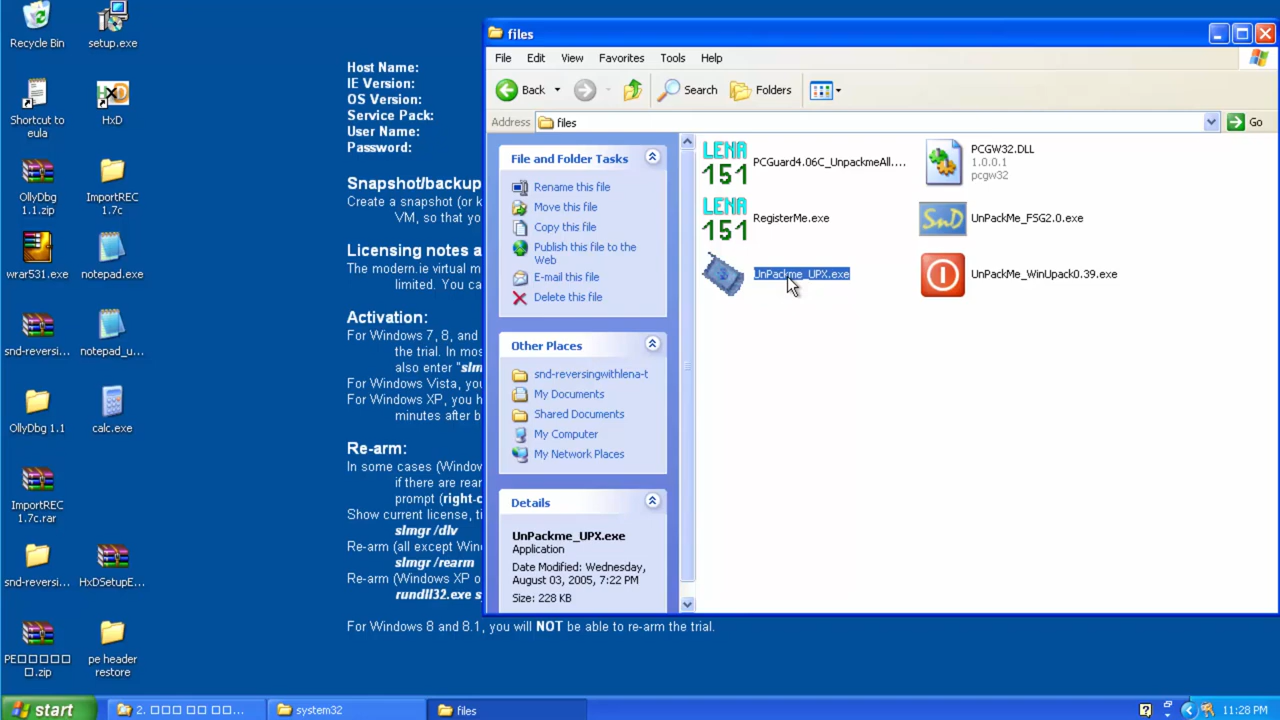 Recycle Bin
setup.exe
Shortcut to
eula
HxD
OllyDbg
1.1.zip
ImportREC
1.7c
wrar531.exe
notepad.exe
snd-reversi...
notepad_u...
OllyDbg 1.1
calc.exe
ImportREC
1.7c.rar
snd-reversi...
HxDSetupE...
PE□□□□□
□.zip
pe header
restore
Host Name:
IE Version:
OS Version:
Service Pack:
User Name:
Password:
Snapshot/backup
Create a snapshot (or k
VM, so that yo
Licensing notes a
The modern.ie virtual m
limited. You ca
Activation:
For Windows 7, 8, and
the trial. In mos
also enter "slm
For Windows Vista, you
For Windows XP, you h
minutes after b
Re-arm:
In some cases (Window
if there are rear
prompt (right-c
Show current license, ti
slmgr /dlv
Re-arm (all except Wind
slmgr /rearm
Re-arm (Windows XP o
rundll32.exe s
For Windows 8 and 8.1, you will NOT be able to re-arm the trial.
files
File Edit View Favorites Tools Help
Back
Search
Folders
Address
files
Go
File and Folder Tasks
Rename this file
Move this file
Copy this file
Publish this file to the
Web
E-mail this file
Delete this file
Other Places
snd-reversingwithlena-t
My Documents
Shared Documents
My Computer
My Network Places
Details
UnPackme_UPX.exe
Application
Date Modified: Wednesday,
August 03, 2005, 7:22 PM
Size: 228 KB
LENA
151
PCGuard4.06C_UnpackmeAll....
PCGW32.DLL
1.0.0.1
pcgw32
LENA
151
RegisterMe.exe
SnD
UnPackMe_FSG2.0.exe
UnPackme_UPX.exe
UnPackMe_WinUpack0.39.exe
start
2. □□□ □□ □□...
system32
files
11:28 PM